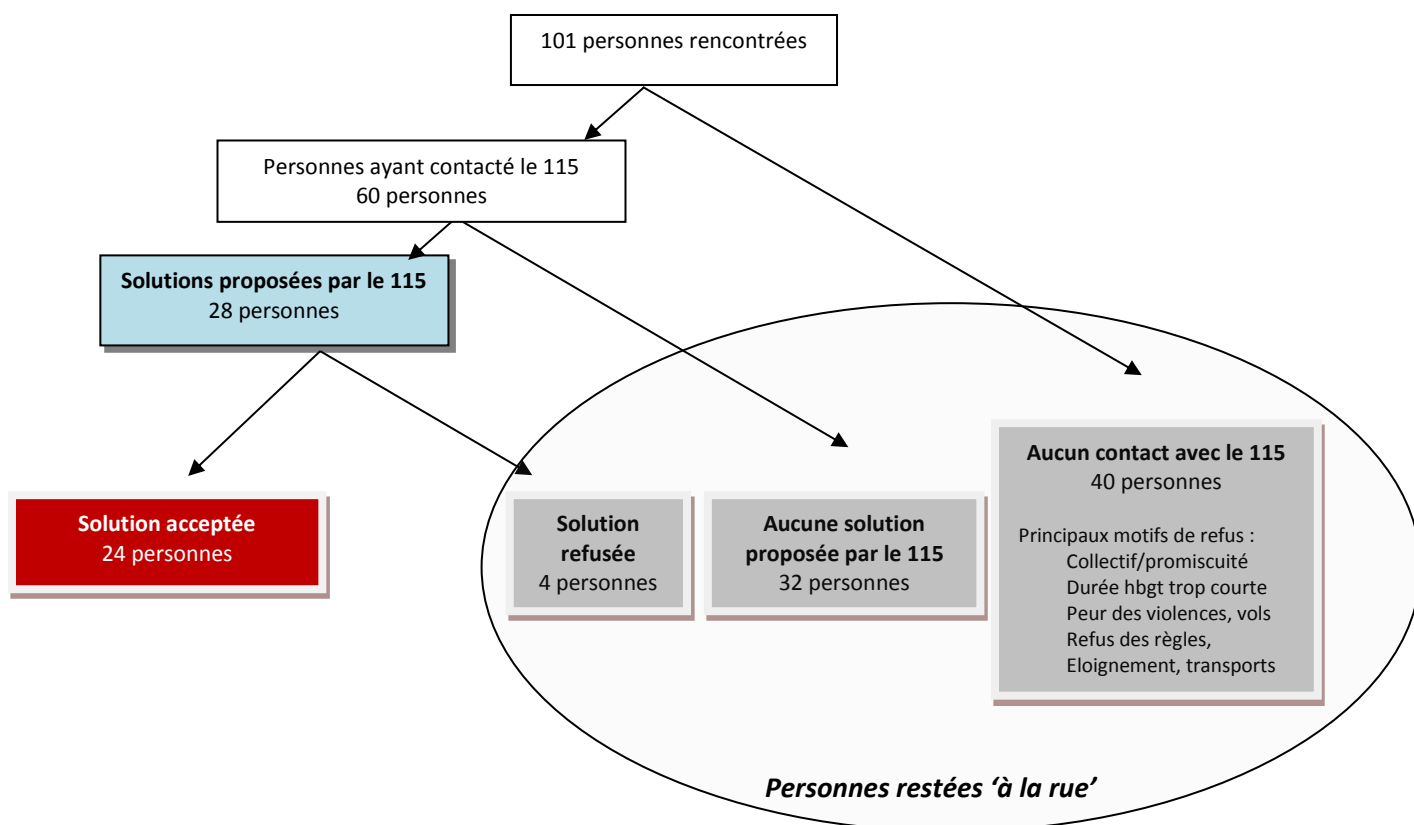 101 personnes rencontrées
Personnes ayant contacté le 115
60 personnes
Solutions proposées par le 115
28 personnes
Solution acceptée
24 personnes
Solution
refusée
4 personnes
Aucune solution
proposée par le 115
32 personnes
Aucun contact avec le 115
40 personnes
Principaux motifs de refus :
Collectif/promiscuité
Durée hbgt trop courte
Peur des violences, vols
Refus des règles,
Eloignement, transports
Personnes restées ‘à la rue’